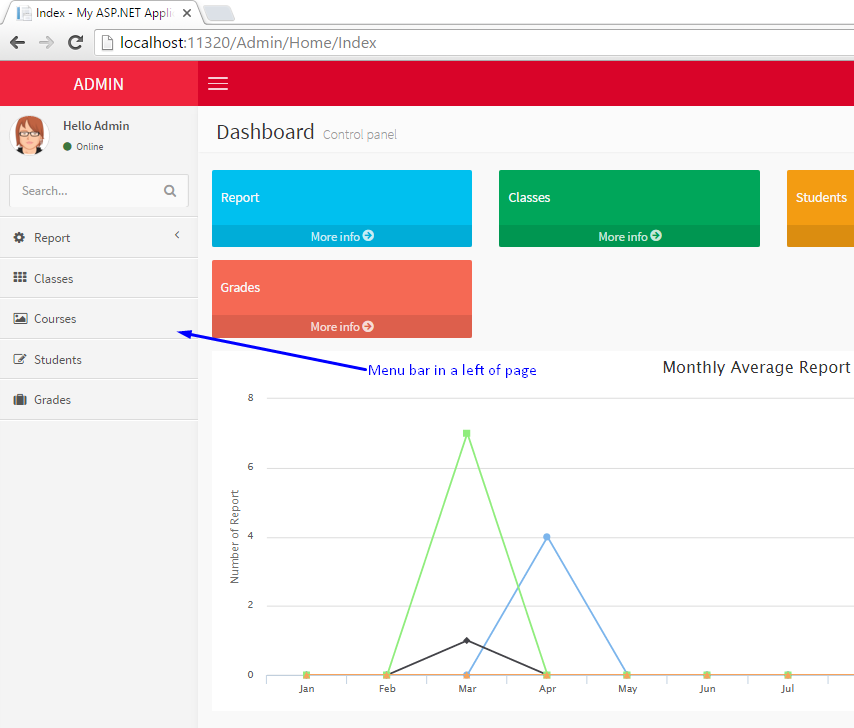 Index - My ASP.NET Appli
localhost:11320/Admin/Home/Index
ADMIN
Hello Admin
Online
Search...
Report
Classes
Courses
Students
Grades
Dashboard Control panel
Report
More info
Classes
More info
Students
Grades
More info
Menu bar in a left of page
Monthly Average Report
Number of Report
8
6
4
2
0
Jan Feb Mar Apr May Jun Jul